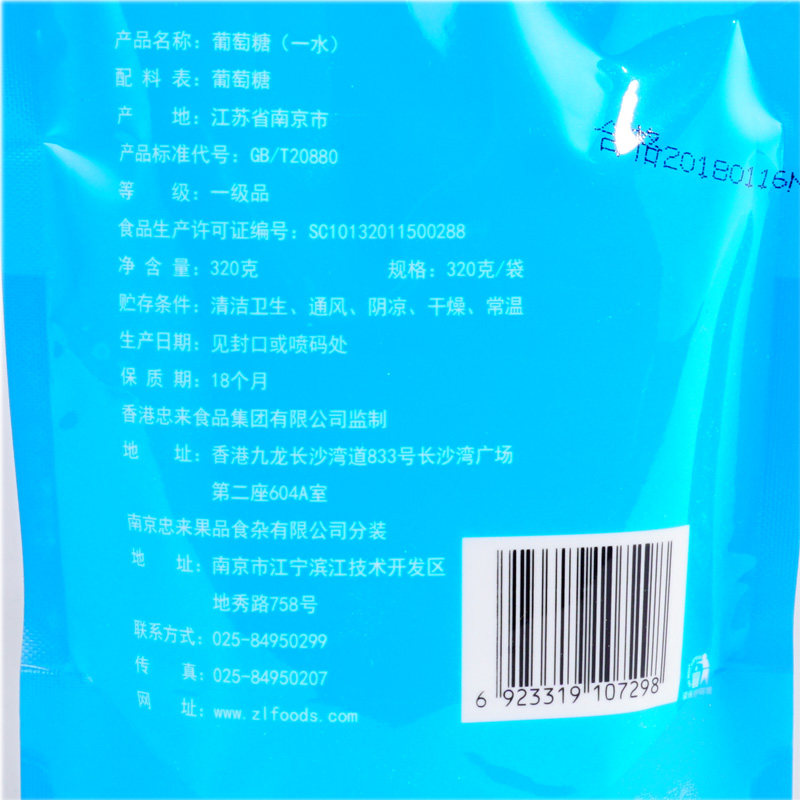 产品名称：葡萄糖（一水）
配料表：葡萄糖
产地：江苏省南京市
产品标准代号：GB/T20880
等级：一级品
食品生产许可证编号：SC10132011500288
净含量：320克 规格：320克/袋
贮存条件：清洁卫生、通风、阴凉、干燥、常温
生产日期：见封口或喷码处
保质期：18个月
香港忠来食品集团有限公司监制
地址：香港九龙长沙湾道833号长沙湾广场
第二座604A室
南京忠来果品食杂有限公司分装
地址：南京市江宁滨江技术开发区
地秀路758号
联系方式：025-84950299
传真：025-84950207
网址：www.zlfoods.com
合格20180116N
6 923319 107298